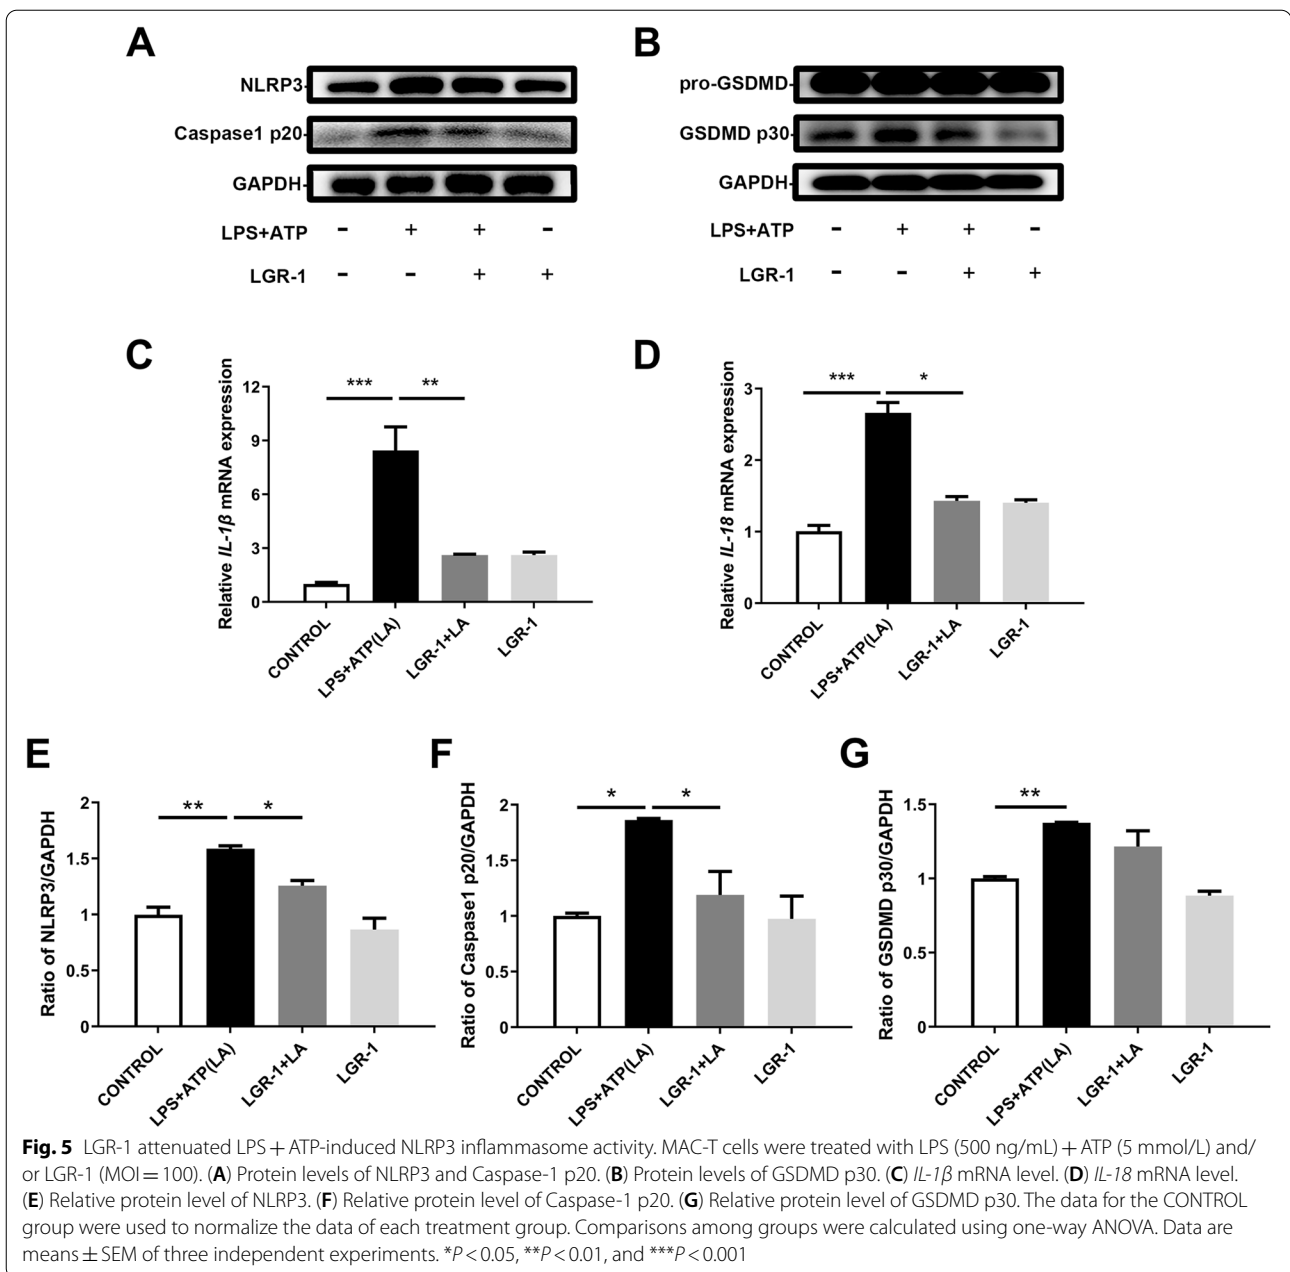 A
B
NLRP3
Caspase1 p20
GAPDH
LPS+ATP - + + -
LGR-1 - - + +
pro-GSDMD
GSDMD p30
GAPDH
LPS+ATP - + + -
LGR-1 - - + +
C
Relative IL-1β mRNA expression
12
9
6
3
0
*** **
CONTROL
LPS+ATP(LA)
LGR-1+LA
LGR-1
D
Relative IL-18 mRNA expression
3
2
1
0
*** *
CONTROL
LPS+ATP(LA)
LGR-1+LA
LGR-1
E
Ratio of NLRP3/GAPDH
2
1.5
1
0.5
0
** *
CONTROL
LPS+ATP(LA)
LGR-1+LA
LGR-1
F
Ratio of Caspase1 p20/GAPDH
2
1.5
1
0.5
0
* *
CONTROL
LPS+ATP(LA)
LGR-1+LA
LGR-1
G
Ratio of GSDMD p30/GAPDH
1.5
1
0.5
0
**
CONTROL
LPS+ATP(LA)
LGR-1+LA
LGR-1
Fig. 5 LGR-1 attenuated LPS + ATP-induced NLRP3 inflammasome activity. MAC-T cells were treated with LPS (500 ng/mL) + ATP (5 mmol/L) and/
or LGR-1 (MOI = 100). (A) Protein levels of NLRP3 and Caspase-1 p20. (B) Protein levels of GSDMD p30. (C) IL-1β mRNA level. (D) IL-18 mRNA level.
(E) Relative protein level of NLRP3. (F) Relative protein level of Caspase-1 p20. (G) Relative protein level of GSDMD p30. The data for the CONTROL
group were used to normalize the data of each treatment group. Comparisons among groups were calculated using one-way ANOVA. Data are
means ± SEM of three independent experiments. *P < 0.05, **P < 0.01, and ***P < 0.001